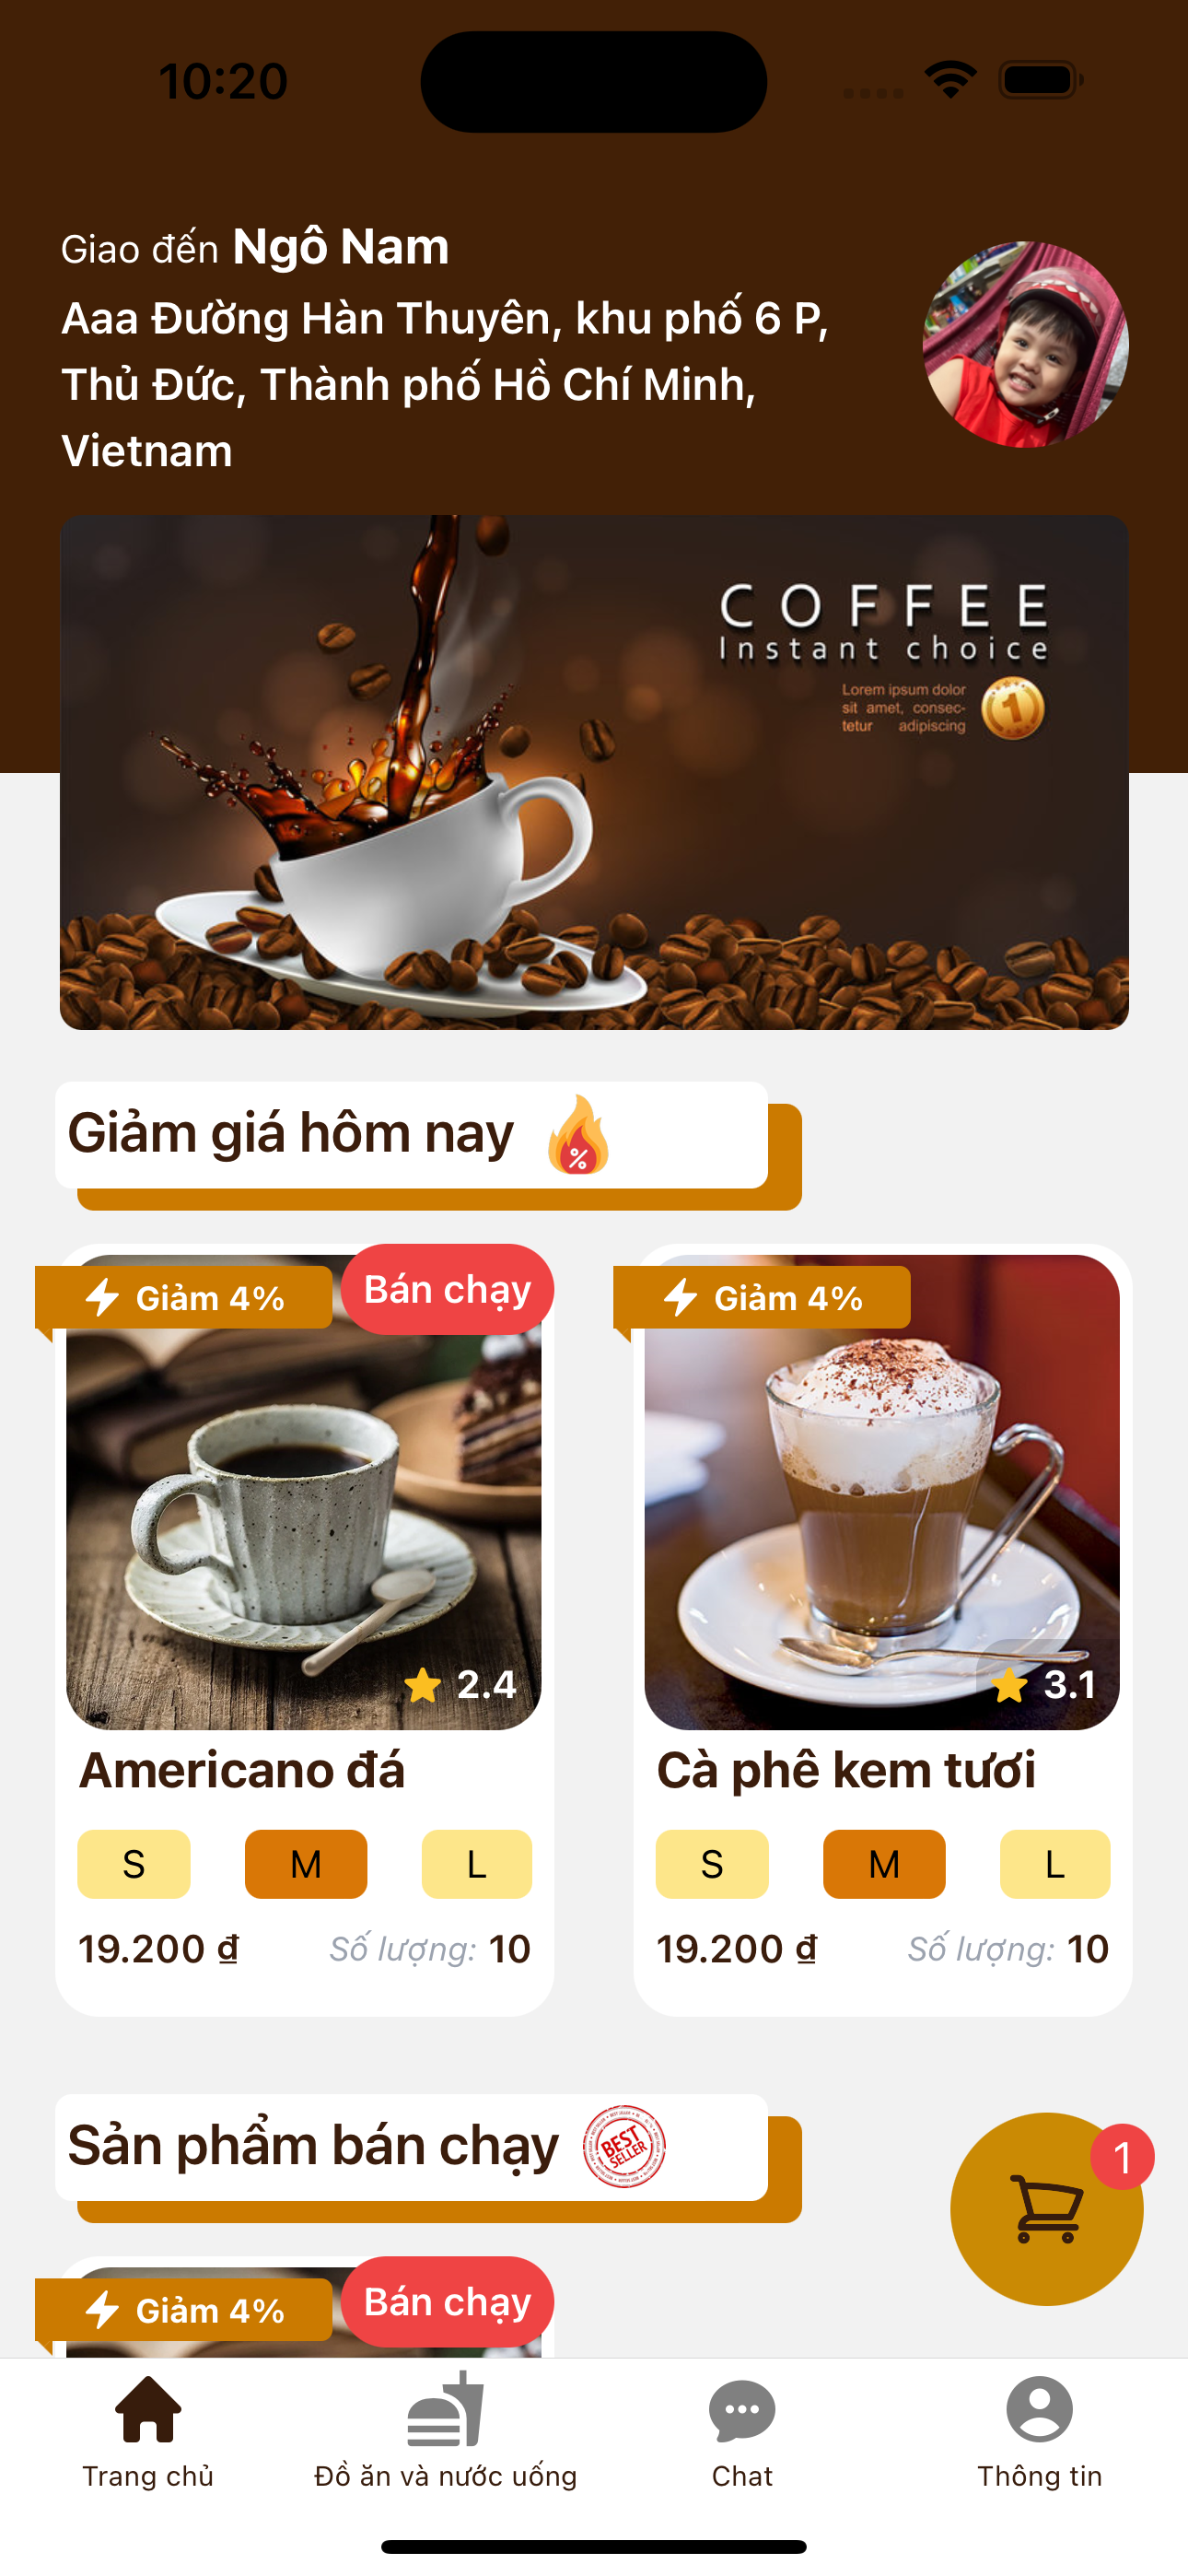 10:20
Giao đến Ngô Nam
Aaa Đường Hàn Thuyên, khu phố 6 P,
Thủ Đức, Thành phố Hồ Chí Minh,
Vietnam
COFFEE
Instant choice
Lorem ipsum dolor
sit amet, consec-
tetur adipiscing
1
Giảm giá hôm nay
%
Giảm 4%
Bán chạy
Giảm 4%
2.4
3.1
Americano đá
Cà phê kem tươi
S M L
S M L
19.200 ₫ Số lượng: 10
19.200 ₫ Số lượng: 10
Sản phẩm bán chạy
BEST
SELLER
1
Giảm 4%
Bán chạy
Trang chủ
Đồ ăn và nước uống
Chat
Thông tin